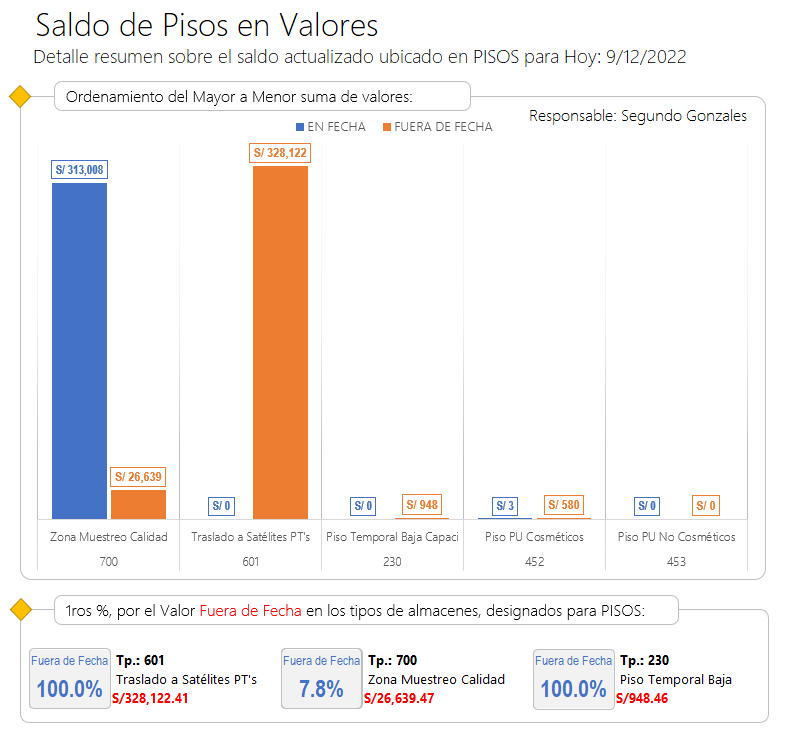 Saldo de Pisos en Valores
Detalle resumen sobre el saldo actualizado ubicado en PISOS para Hoy: 9/12/2022
Ordenamiento del Mayor a Menor suma de valores:
Responsable: Segundo Gonzales
EN FECHA FUERA DE FECHA
S/ 313,008
S/ 26,639
S/ 0
S/ 328,122
S/ 0
S/ 948
S/ 3
S/ 580
S/ 0
S/ 0
Zona Muestreo Calidad
Traslado a Satélites PT's
Piso Temporal Baja Capaci
Piso PU Cosméticos
Piso PU No Cosméticos
700
601
230
452
453
1ros %, por el Valor Fuera de Fecha en los tipos de almacenes, designados para PISOS:
Fuera de Fecha
100.0%
Tp.: 601
Traslado a Satélites PT's
S/328,122.41
Fuera de Fecha
7.8%
Tp.: 700
Zona Muestreo Calidad
S/26,639.47
Fuera de Fecha
100.0%
Tp.: 230
Piso Temporal Baja
S/948.46